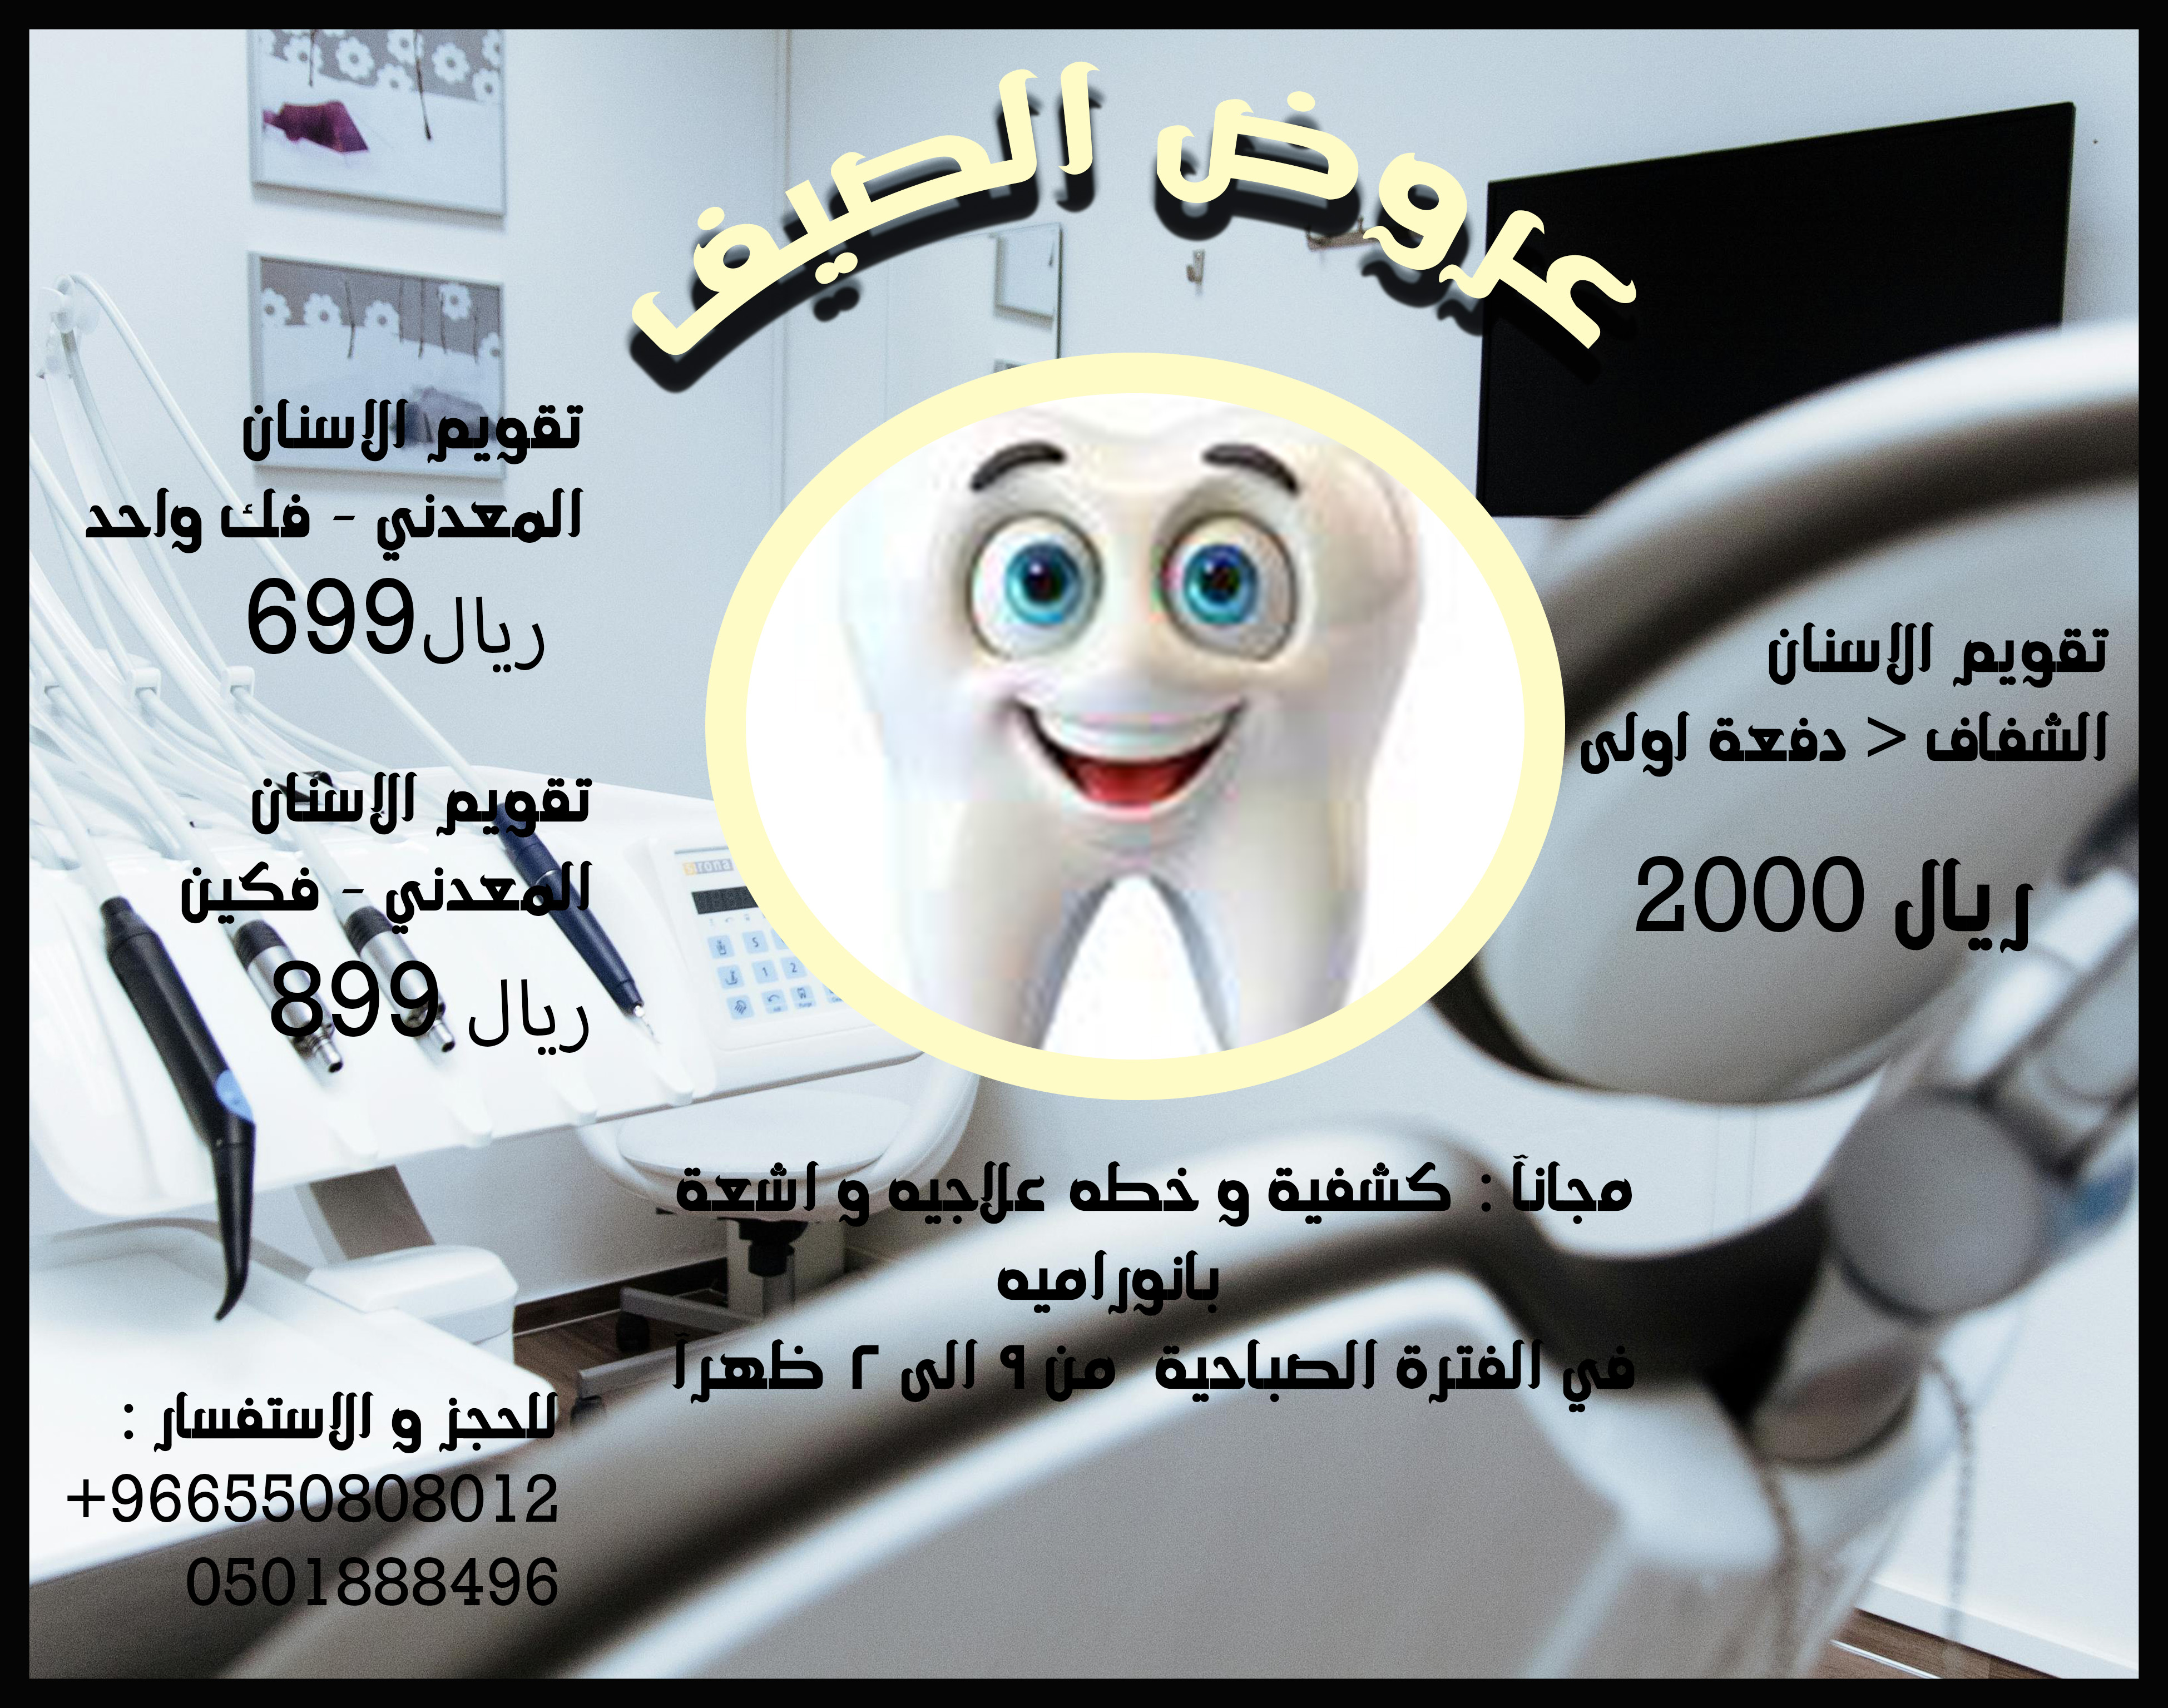 عروض الصيف
تقويم الاسنان
الشفاف < دفعة اولى
ريال 2000
تقويم الاسنان
المعدني - فك واحد
ريال699
تقويم الاسنان
المعدني - فكين
ريال 899
مجاناً : كشفية و خطه علاجيه و اشعة
بانوراميه
في الفترة الصباحية من ٩ الى ٢ ظهراً
للحجز و الاستفسار :
+966550808012
0501888496